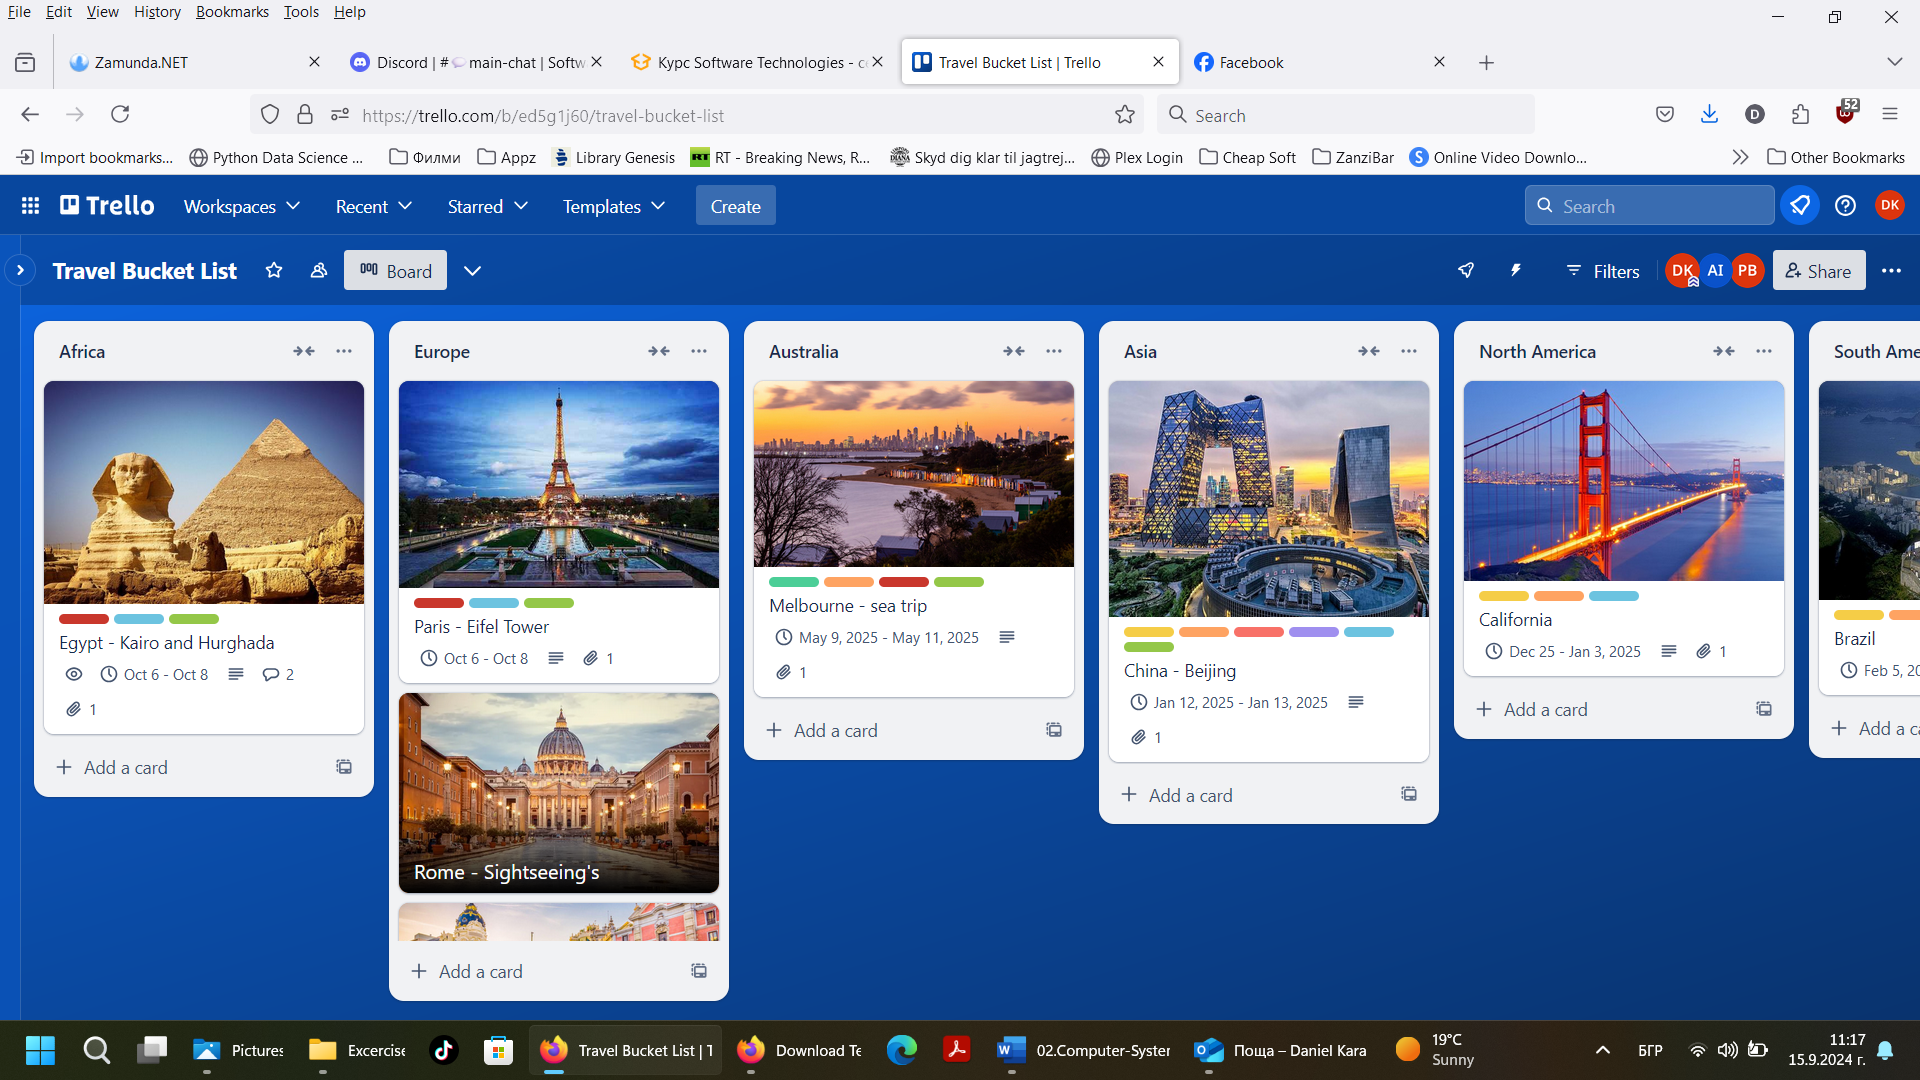 File Edit View History Bookmarks Tools Help
Zamunda.NET
Discord | # main-chat | Softw
Курс Software Technologies - с
Travel Bucket List | Trello
Facebook
https://trello.com/b/ed5g1j60/travel-bucket-list
Search
D
52
Import bookmarks...
Python Data Science ...
Филми
Appz
Library Genesis
RT
RT - Breaking News, R...
DIANA
Skyd dig klar til jagtrej...
Plex Login
Cheap Soft
ZanziBar
S
Online Video Downlo...
Other Bookmarks
Trello
Workspaces
Recent
Starred
Templates
Create
Search
DK
Travel Bucket List
Board
Filters
DK
AI
PB
Share
Africa
Egypt - Kairo and Hurghada
Oct 6 - Oct 8
2
1
Add a card
Europe
Paris - Eifel Tower
Oct 6 - Oct 8
1
Rome - Sightseeing's
Add a card
Australia
Melbourne - sea trip
May 9, 2025 - May 11, 2025
1
Add a card
Asia
China - Beijing
Jan 12, 2025 - Jan 13, 2025
1
Add a card
North America
California
Dec 25 - Jan 3, 2025
1
Add a card
South Ame
Brazil
Feb 5, 20
Add a ca
Pictures
Excercise
Travel Bucket List | T
Download Te
02.Computer-System
Поща – Daniel Kara
19°C
Sunny
БГР
11:17
15.9.2024 г.